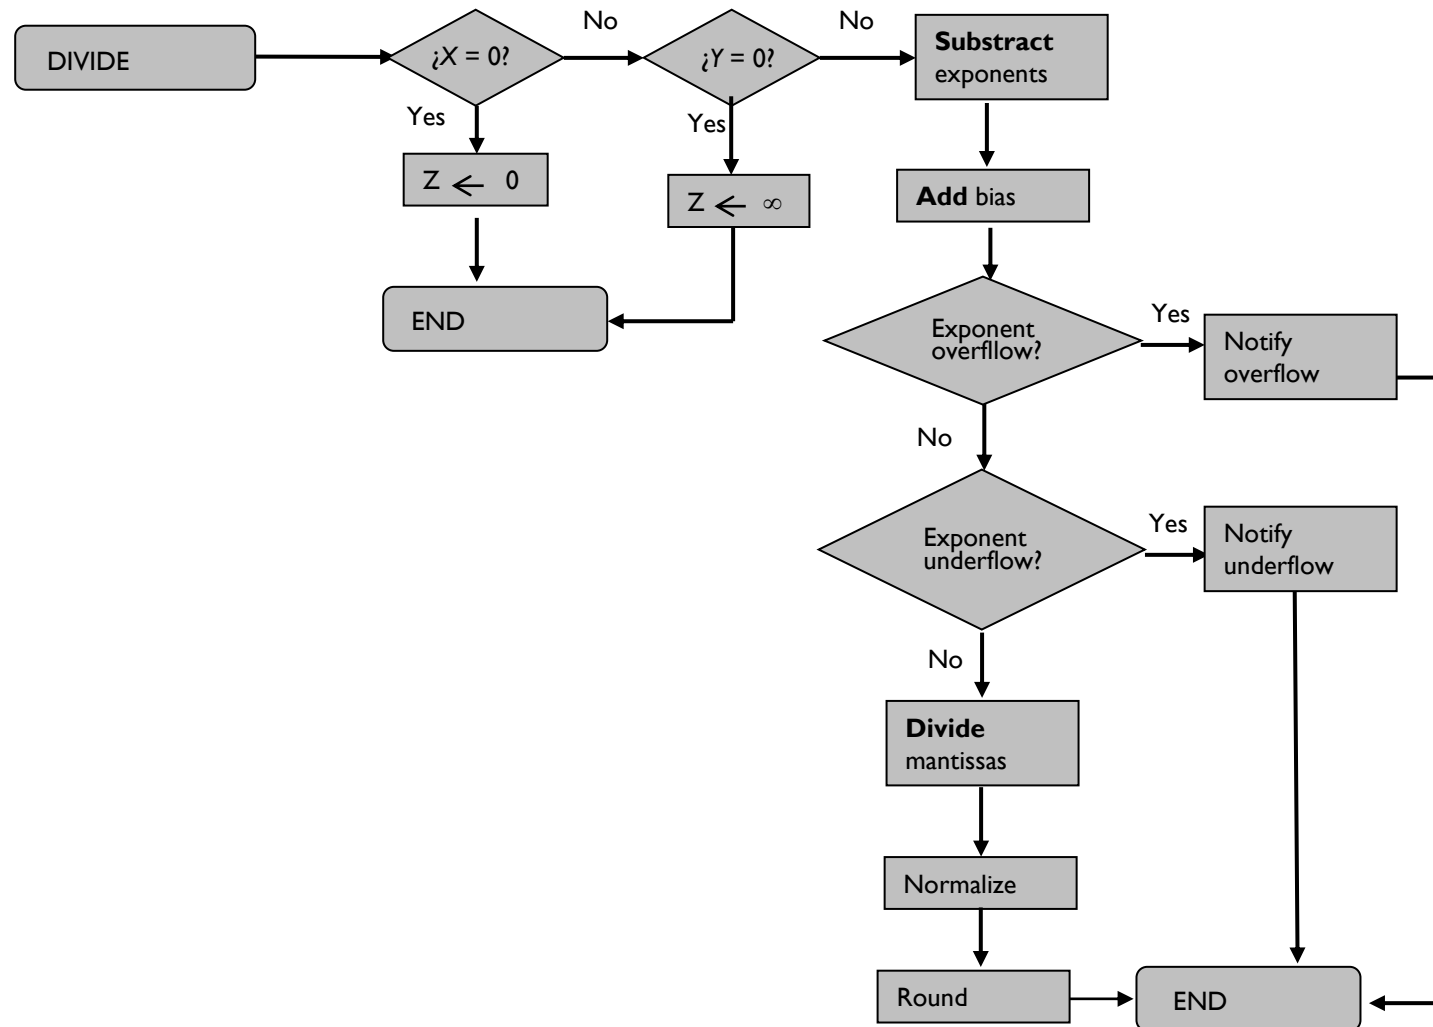 DIVIDE
¿X = 0?
No
¿Y = 0?
No
Substract
exponents
Yes
Yes
Z ← 0
Z ← ∞
Add bias
END
Exponent
overfllow?
Yes
Notify
overflow
No
Exponent
underflow?
Yes
Notify
underflow
No
Divide
mantissas
Normalize
Round
END